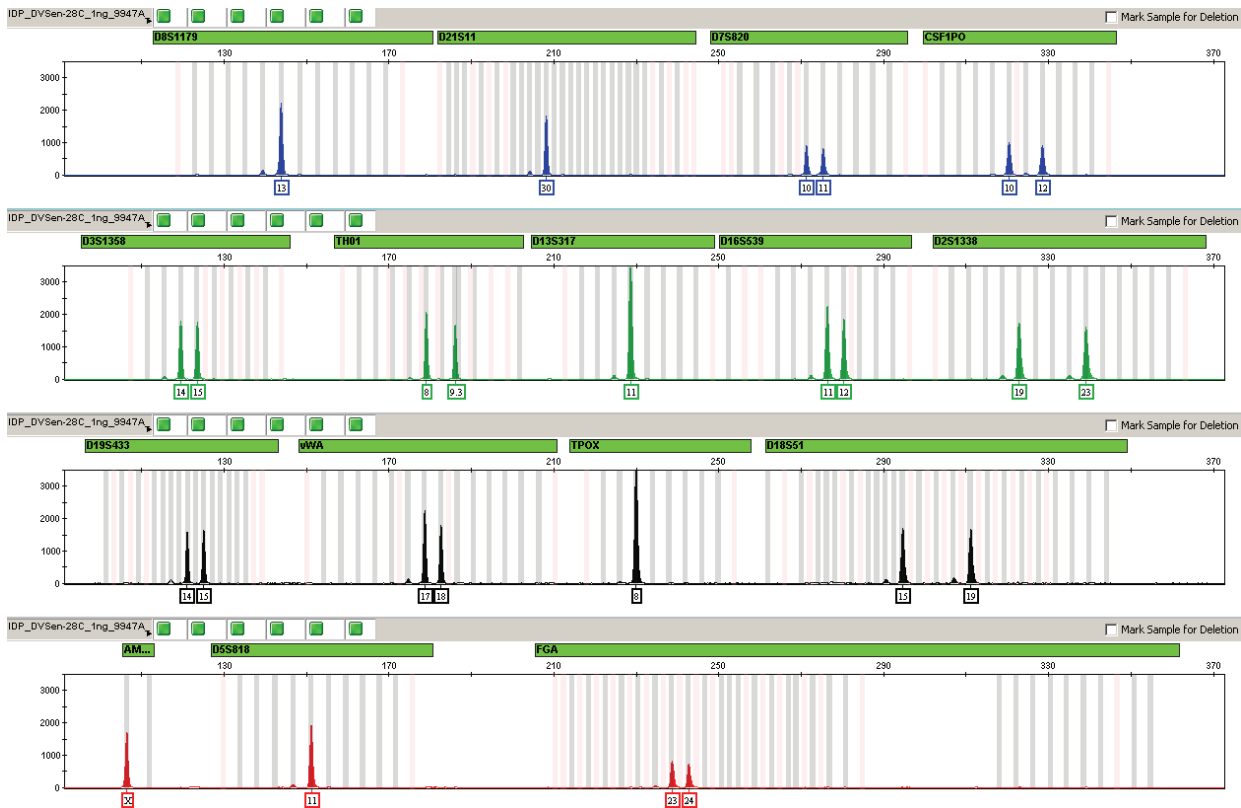 IDP_DVSen-28C_1ng_9947A Mark Sample for Deletion
D8S1179 D21S11 D7S820 CSF1PO
130 170 210 250 290 330 370
3000
2000
1000
0
13 30 10 11 10 12
IDP_DVSen-28C_1ng_9947A Mark Sample for Deletion
D3S1358 TH01 D13S317 D16S539 D2S1338
130 170 210 250 290 330 370
3000
2000
1000
0
14 15 8 9.3 11 11 12 19 23
IDP_DVSen-28C_1ng_9947A Mark Sample for Deletion
D19S433 vWA TPOX D18S51
130 170 210 250 290 330 370
3000
2000
1000
0
14 15 17 18 8 15 19
IDP_DVSen-28C_1ng_9947A Mark Sample for Deletion
AM... D5S818 FGA
130 170 210 250 290 330 370
3000
2000
1000
0
X 11 23 24